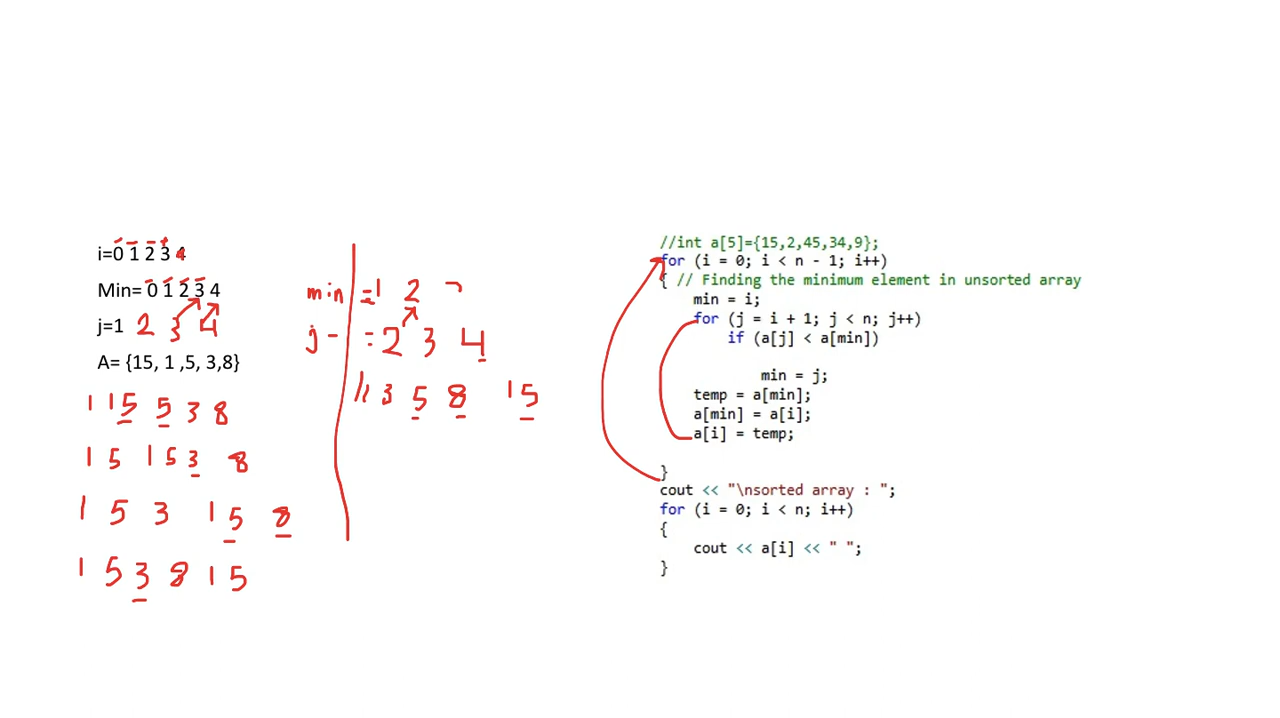 i=0 1 2 3 4
Min= 0 1 2 3 4
j=1 2 3 4
A= {15, 1 ,5, 3,8}
1 15 5 3 8
1 5 15 3 8
1 5 3 15 8
1 5 3 8 15
min = 1 2
j - = 2 3 4
1 3 5 8 15
//int a[5]={15,2,45,34,9};
for (i = 0; i < n - 1; i++)
{ // Finding the minimum element in unsorted array
min = i;
for (j = i + 1; j < n; j++)
if (a[j] < a[min])
min = j;
temp = a[min];
a[min] = a[i];
a[i] = temp;
}
cout << "\nsorted array : ";
for (i = 0; i < n; i++)
{
cout << a[i] << " ";
}